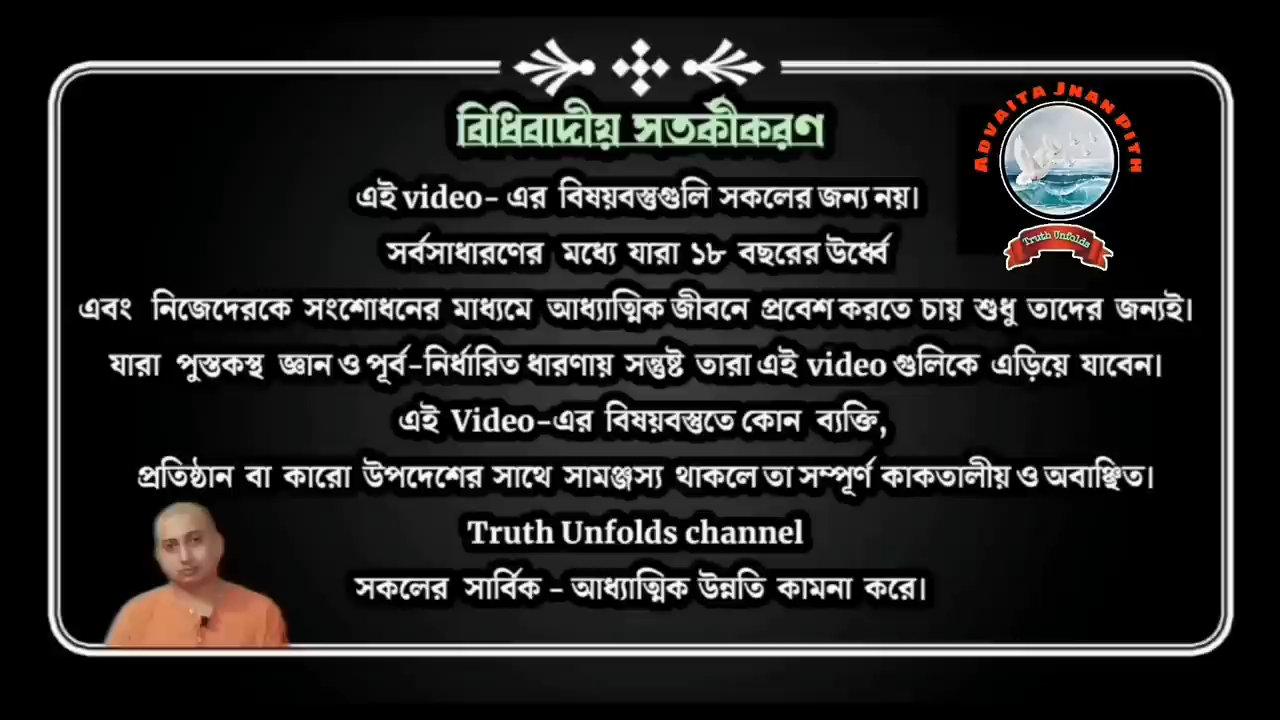 বিধিবাদীয় সতর্কীকরণ
ADVAITA JNAN PITH
Truth Unfolds
এই video- এর বিষয়বস্তুগুলি সকলের জন্য নয়।
সর্বসাধারণের মধ্যে যারা ১৮ বছরের উর্ধ্বে
এবং নিজেদেরকে সংশোধনের মাধ্যমে আধ্যাত্মিক জীবনে প্রবেশ করতে চায় শুধু তাদের জন্যই।
যারা পুস্তকস্থ জ্ঞান ও পূর্ব-নির্ধারিত ধারণায় সন্তুষ্ট তারা এই video গুলিকে এড়িয়ে যাবেন।
এই Video-এর বিষয়বস্তুতে কোন ব্যক্তি,
প্রতিষ্ঠান বা কারো উপদেশের সাথে সামঞ্জস্য থাকলে তা সম্পূর্ণ কাকতালীয় ও অবাঞ্ছিত।
Truth Unfolds channel
সকলের সার্বিক - আধ্যাত্মিক উন্নতি কামনা করে।